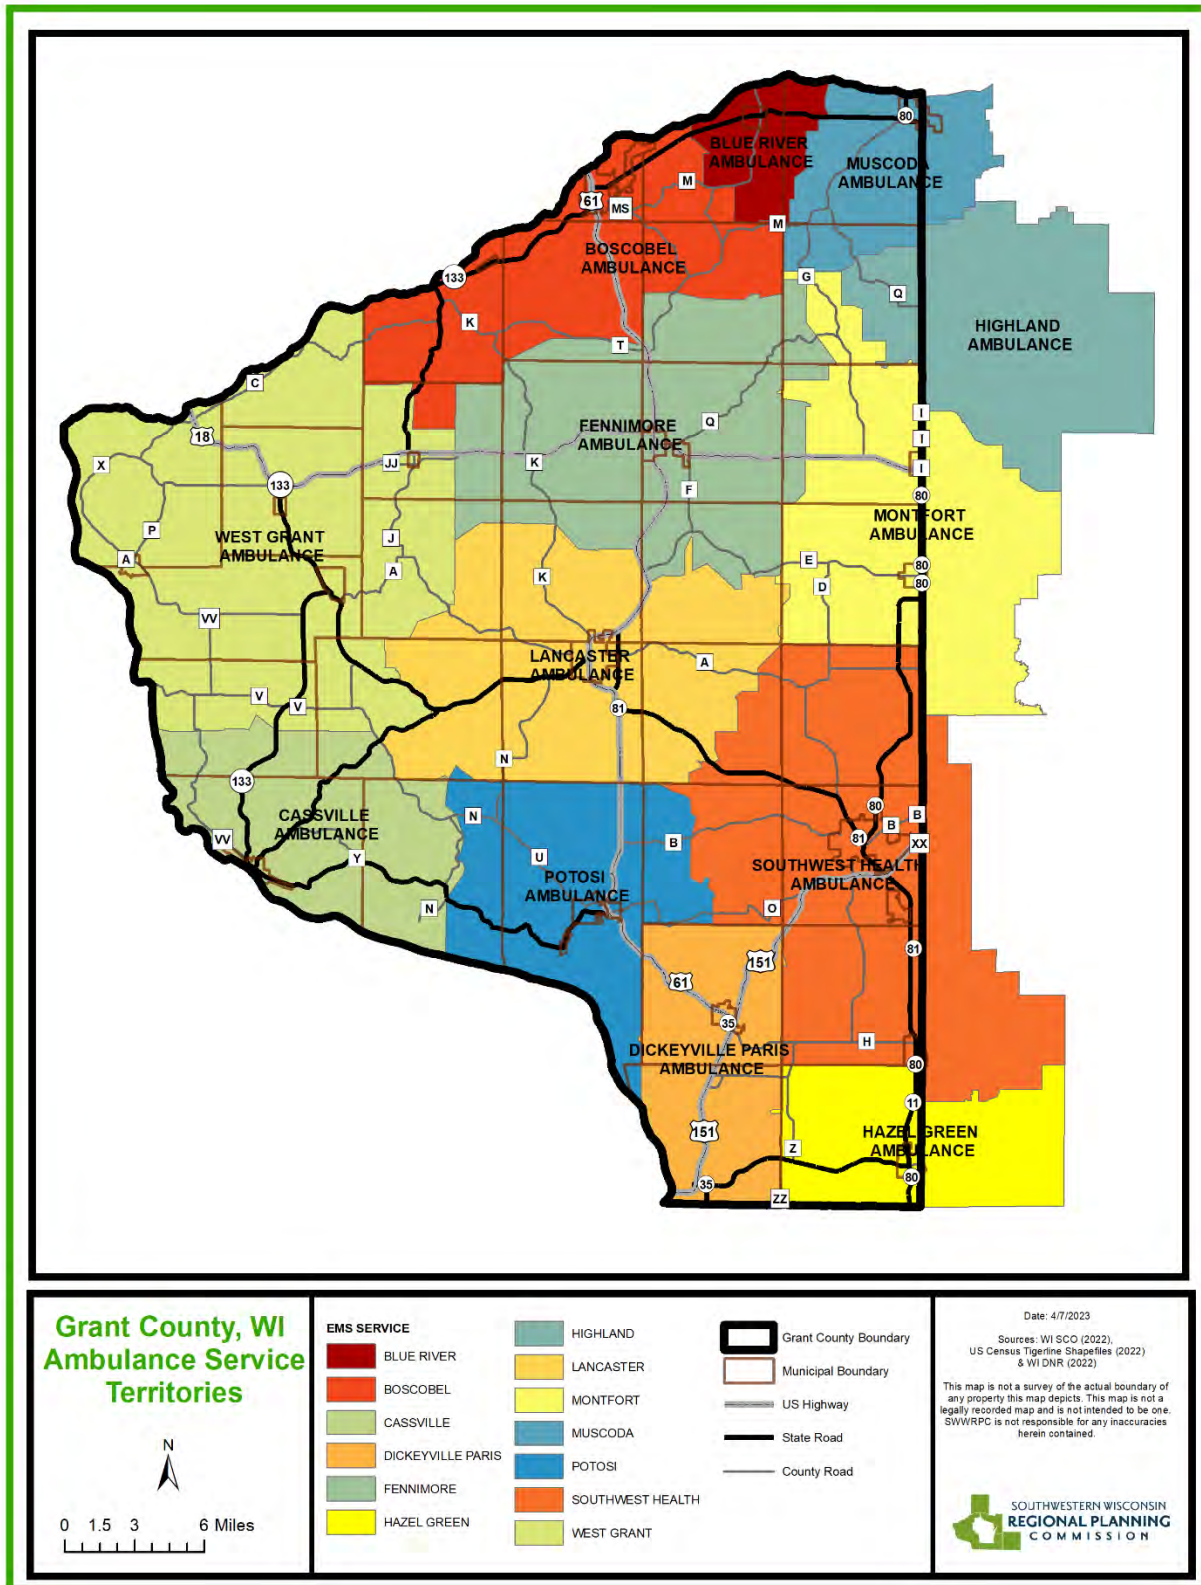 80
BLUE RIVER
AMBULANCE
MUSCODA
AMBULANCE
M
61
MS
M
BOSCOBEL
AMBULANCE
133
G
Q
K
T
HIGHLAND
AMBULANCE
C
18
I
I
I
FENNIMORE
AMBULANCE
Q
X
JJ
K
133
F
80
P
WEST GRANT
AMBULANCE
MONTFORT
AMBULANCE
J
A
A
K
E
D
80
80
VV
LANCASTER
AMBULANCE
A
V
V
81
N
133
CASSVILLE
AMBULANCE
VV
Y
N
N
U
B
POTOSI
AMBULANCE
80
B
B
81
XX
SOUTHWEST HEALTH
AMBULANCE
O
81
151
61
35
DICKEYVILLE PARIS
AMBULANCE
H
80
11
151
HAZEL GREEN
AMBULANCE
Z
80
35
ZZ
Grant County, WI
Ambulance Service
Territories
N
0 1.5 3 6 Miles
EMS SERVICE
BLUE RIVER
BOSCOBEL
CASSVILLE
DICKEYVILLE PARIS
FENNIMORE
HAZEL GREEN
HIGHLAND
LANCASTER
MONTFORT
MUSCODA
POTOSI
SOUTHWEST HEALTH
WEST GRANT
Grant County Boundary
Municipal Boundary
US Highway
State Road
County Road
Date: 4/7/2023
Sources: WI SCO (2022),
US Census Tigerline Shapefiles (2022)
& WI DNR (2022)
This map is not a survey of the actual boundary of
any property this map depicts. This map is not a
legally recorded map and is not intended to be one.
SWWRPC is not responsible for any inaccuracies
herein contained.
SOUTHWESTERN WISCONSIN
REGIONAL PLANNING
COMMISSION